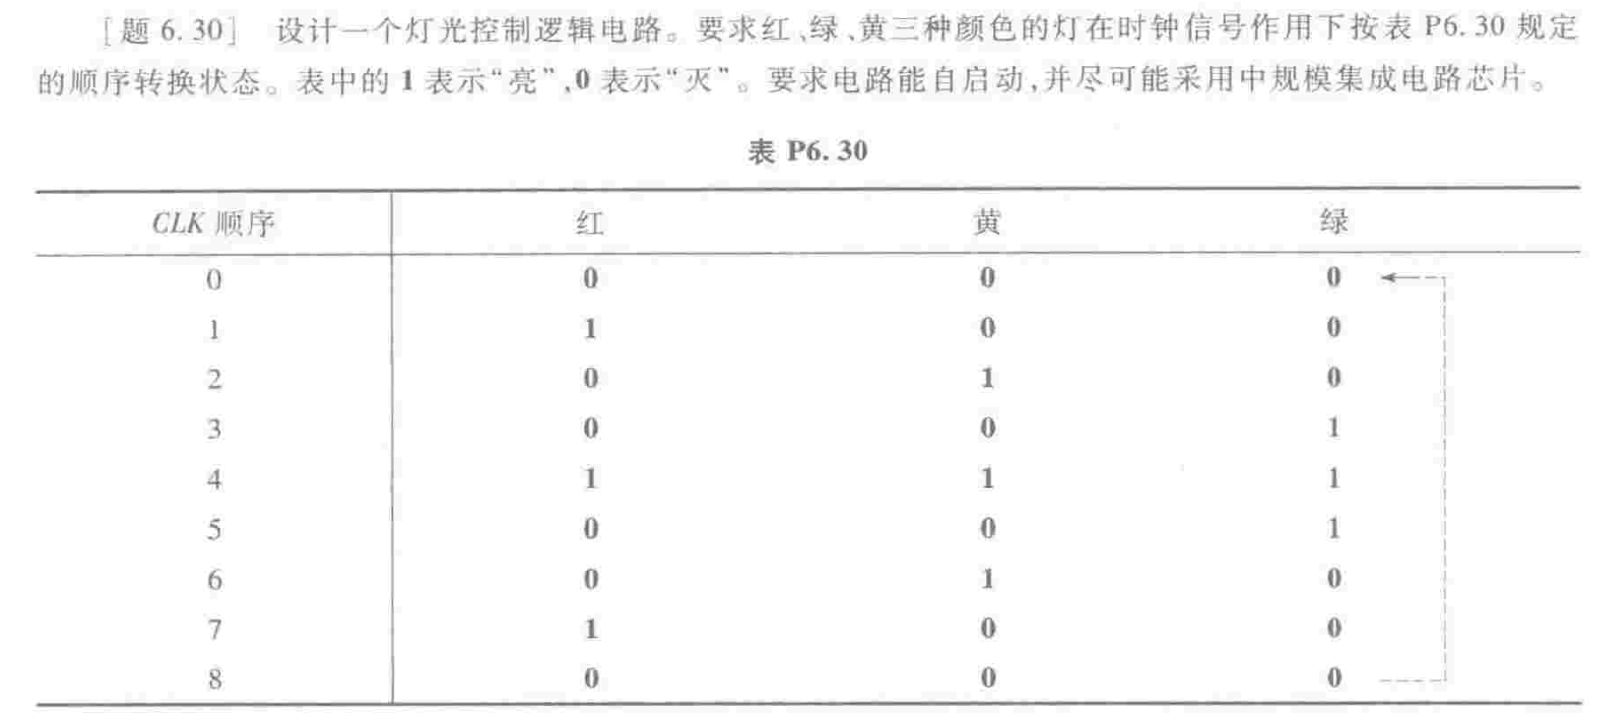 [题 6.30] 设计一个灯光控制逻辑电路。要求红、绿、黄三种颜色的灯在时钟信号作用下按表 P6.30 规定
的顺序转换状态。表中的 1 表示“亮”,0 表示“灭”。要求电路能自启动,并尽可能采用中规模集成电路芯片。
表 P6.30
CLK 顺序 红 黄 绿
0 0 0 0
1 1 0 0
2 0 1 0
3 0 0 1
4 1 1 1
5 0 0 1
6 0 1 0
7 1 0 0
8 0 0 0